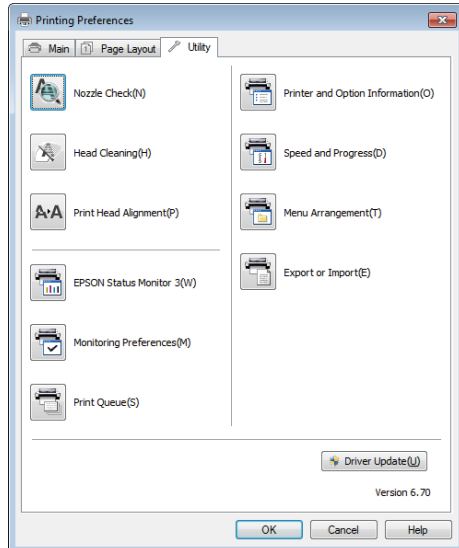 Printing Preferences
Main
Page Layout
Utility
Nozzle Check(N)
Head Cleaning(H)
Print Head Alignment(P)
EPSON Status Monitor 3(W)
Monitoring Preferences(M)
Print Queue(S)
Printer and Option Information(O)
Speed and Progress(D)
Menu Arrangement(T)
Export or Import(E)
Driver Update(U)
Version 6.70
OK
Cancel
Help